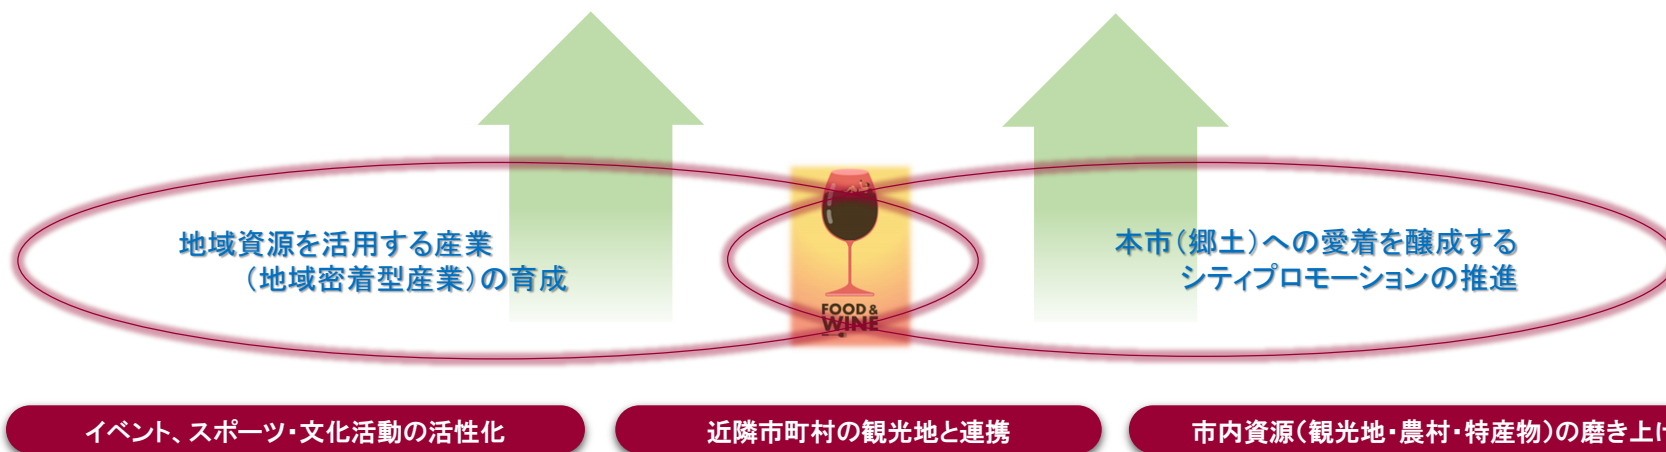 地域資源を活用する産業
（地域密着型産業）の育成
本市（郷土）への愛着を醸成する
シティプロモーションの推進
FOOD &
WINE
イベント、スポーツ・文化活動の活性化
近隣市町村の観光地と連携
市内資源（観光地・農村・特産物）の磨き上げ